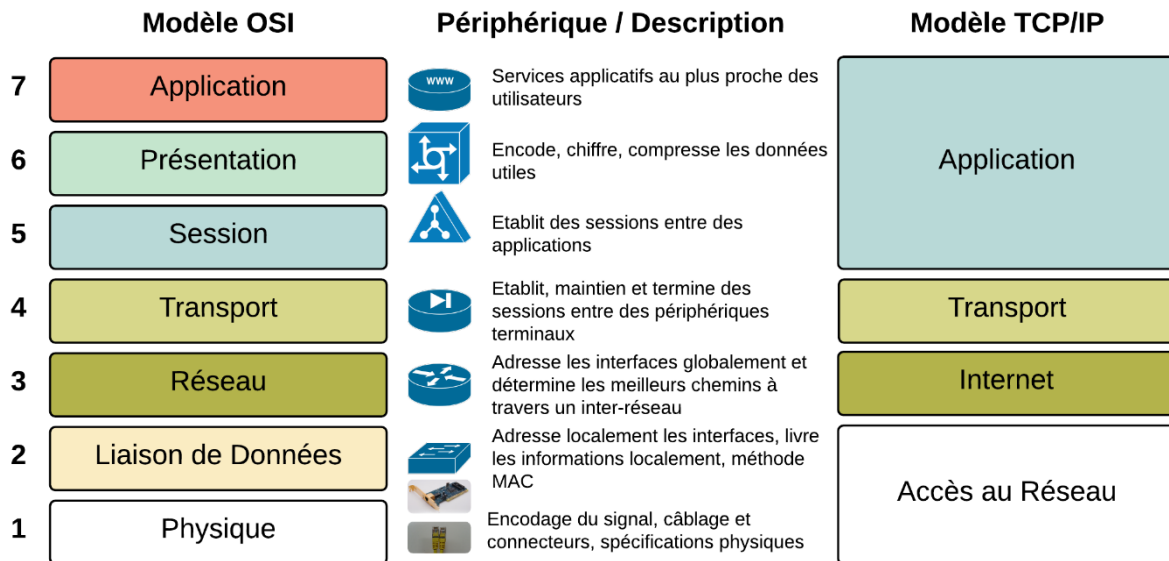 Modèle OSI
Périphérique / Description
Modèle TCP/IP
7
Application
www
Services applicatifs au plus proche des
utilisateurs
6
Présentation
Encode, chiffre, compresse les données
utiles
Application
5
Session
Etablit des sessions entre des
applications
4
Transport
Etablit, maintien et termine des
sessions entre des périphériques
terminaux
Transport
3
Réseau
Adresse les interfaces globalement et
détermine les meilleurs chemins à
travers un inter-réseau
Internet
2
Liaison de Données
Adresse localement les interfaces, livre
les informations localement, méthode
MAC
Accès au Réseau
1
Physique
Encodage du signal, câblage et
connecteurs, spécifications physiques